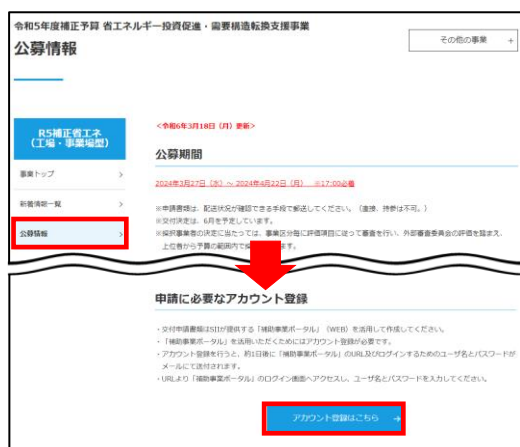 令和5年度補正予算 省エネルギー投資促進・需要構造転換支援事業
公募情報
その他の事業 +
R5補正省エネ
(工場・事業場型)
事業トップ >
新着情報一覧 >
公募情報 >
<令和6年3月18日(月)更新>
公募期間
2024年3月27日(水)~2024年4月22日(月) ※17:00必着
※申請書類は、配送状況が確認できる手段で郵送してください。(直接、持参は不可。)
※交付決定は、6月を予定しています。
※採択事業者の決定に当たっては、事業区分毎に評価項目に従って審査を行い、外部審査委員会の評価を踏まえ、
上位者から予算の範囲内で採
ます。
申請に必要なアカウント登録
・交付申請書類はSIIが提供する「補助事業ポータル」(WEB)を活用して作成してください。
・「補助事業ポータル」を活用いただくためにはアカウント登録が必要です。
・アカウント登録を行うと、約1日後に「補助事業ポータル」のURL及びログインするためのユーザ名とパスワードが
メールにて送付されます。
・URLより「補助事業ポータル」のログイン画面へアクセスし、ユーザ名とパスワードを入力してください。
アカウント登録はこちら →